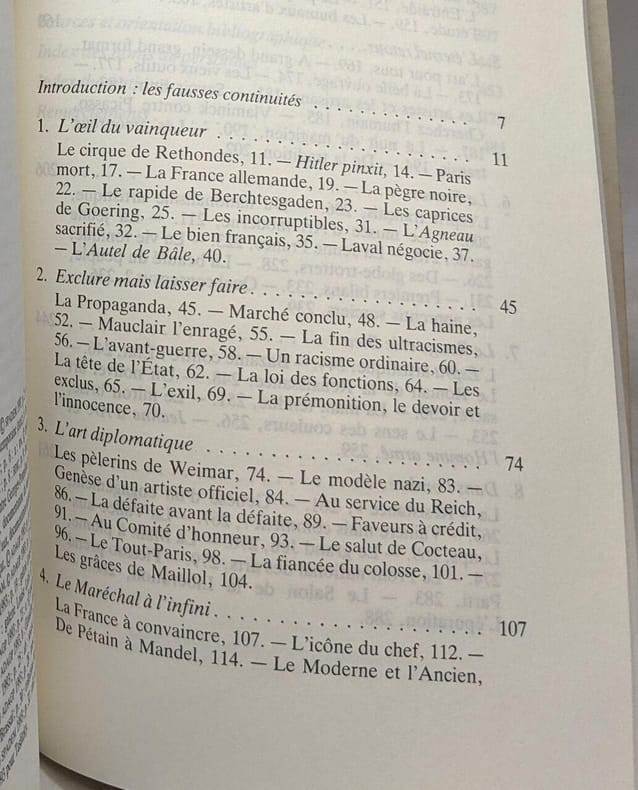 Introduction : les fausses continuités . . . . . . . . . . . 7
1. L'œil du vainqueur . . . . . . . . . . . . . . . . . . . . 11
Le cirque de Rethondes, 11. — Hitler pinxit, 14. — Paris
mort, 17. — La France allemande, 19. — La pègre noire,
22. — Le rapide de Berchtesgaden, 23. — Les caprices
de Goering, 25. — Les incorruptibles, 31. — L'Agneau
sacrifié, 32. — Le bien français, 35. — Laval négocie, 37.
— L'Autel de Bâle, 40.
2. Exclure mais laisser faire . . . . . . . . . . . . . . . . . 45
La Propaganda, 45. — Marché conclu, 48. — La haine,
52. — Mauclair l'enragé, 55. — La fin des ultracismes,
56. — L'avant-guerre, 58. — Un racisme ordinaire, 60. —
La tête de l'État, 62. — La loi des fonctions, 64. — Les
exclus, 65. — L'exil, 69. — La prémonition, le devoir et
l'innocence, 70.
3. L'art diplomatique . . . . . . . . . . . . . . . . . . . . 74
Les pèlerins de Weimar, 74. — Le modèle nazi, 83. —
Genèse d'un artiste officiel, 84. — Au service du Reich,
86. — La défaite avant la défaite, 89. — Faveurs à crédit,
91. — Au Comité d'honneur, 93. — Le salut de Cocteau,
96. — Le Tout-Paris, 98. — La fiancée du colosse, 101. —
Les grâces de Maillol, 104.
4. Le Maréchal à l'infini . . . . . . . . . . . . . . . . . . . 107
La France à convaincre, 107. — L'icône du chef, 112. —
De Pétain à Mandel, 114. — Le Moderne et l'Ancien,